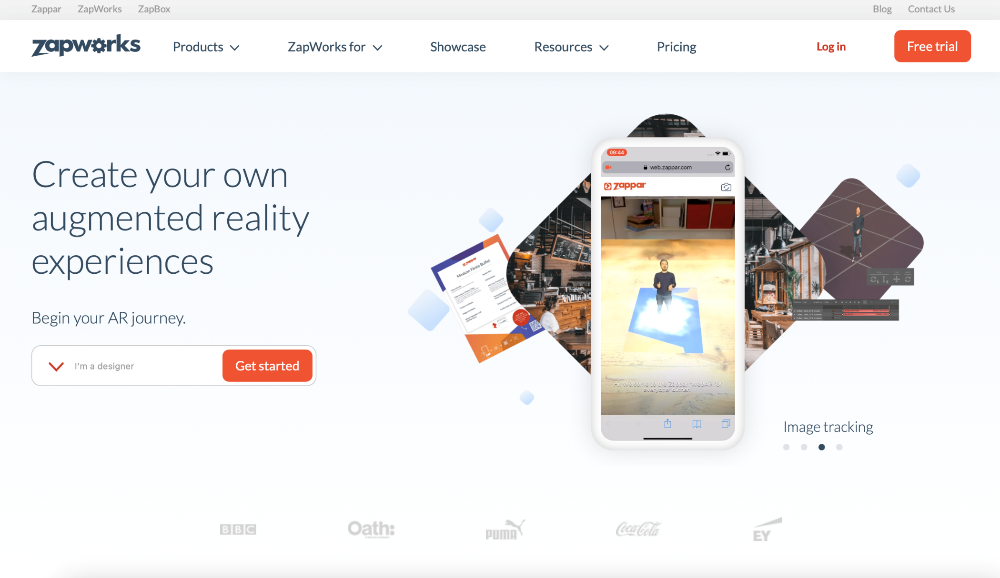 Zappar ZapWorks ZapBox Blog Contact Us
zapworks Products ZapWorks for Showcase Resources Pricing Log in Free trial
Create your own
augmented reality
experiences
Begin your AR journey.
I'm a designer Get started
09:44
web.zappar.com
zappar
Hi! Welcome to the Zappar 'WebAR for
everyone' dinner.
zappar
Mexican Fiesta Buffet
Image tracking
BBC Oath: PUMA Coca-Cola EY